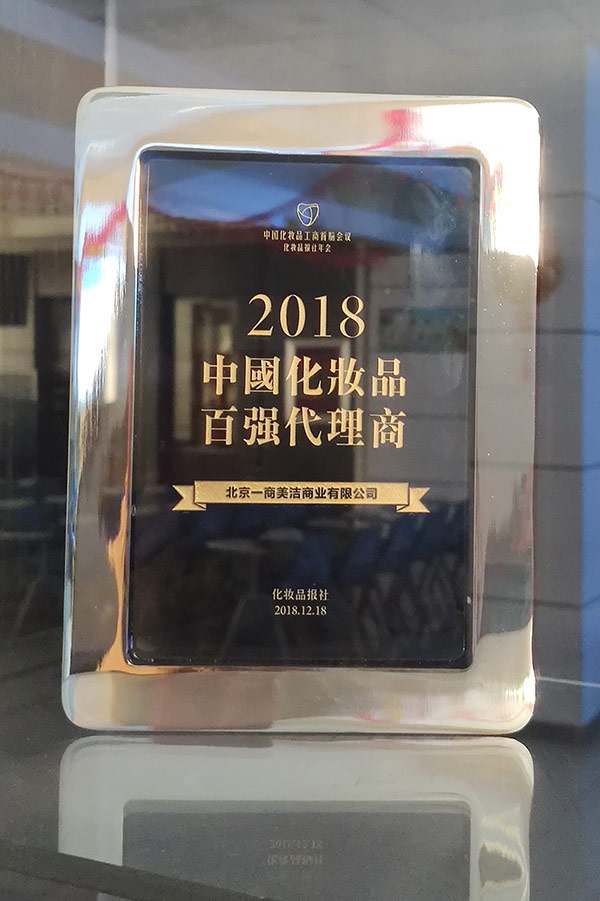 中国化妆品工商首脑会议
化妆品报社年会
2018
中國化妝品
百强代理商
北京一商美洁商业有限公司
化妆品报社
2018.12.18